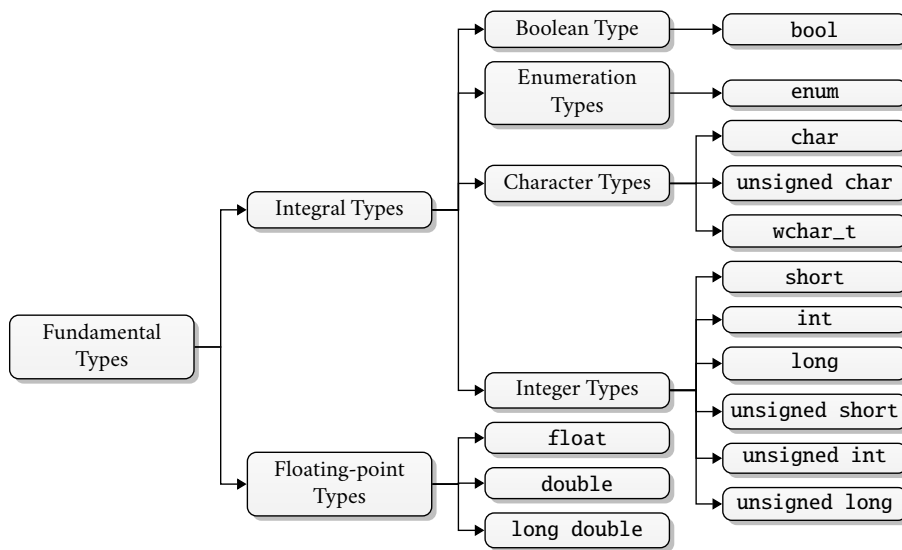 Boolean Type
bool
Enumeration
Types
enum
char
Character Types
unsigned char
Integral Types
wchar_t
short
Fundamental
Types
int
long
Integer Types
unsigned short
float
Floating-point
Types
unsigned int
double
unsigned long
long double